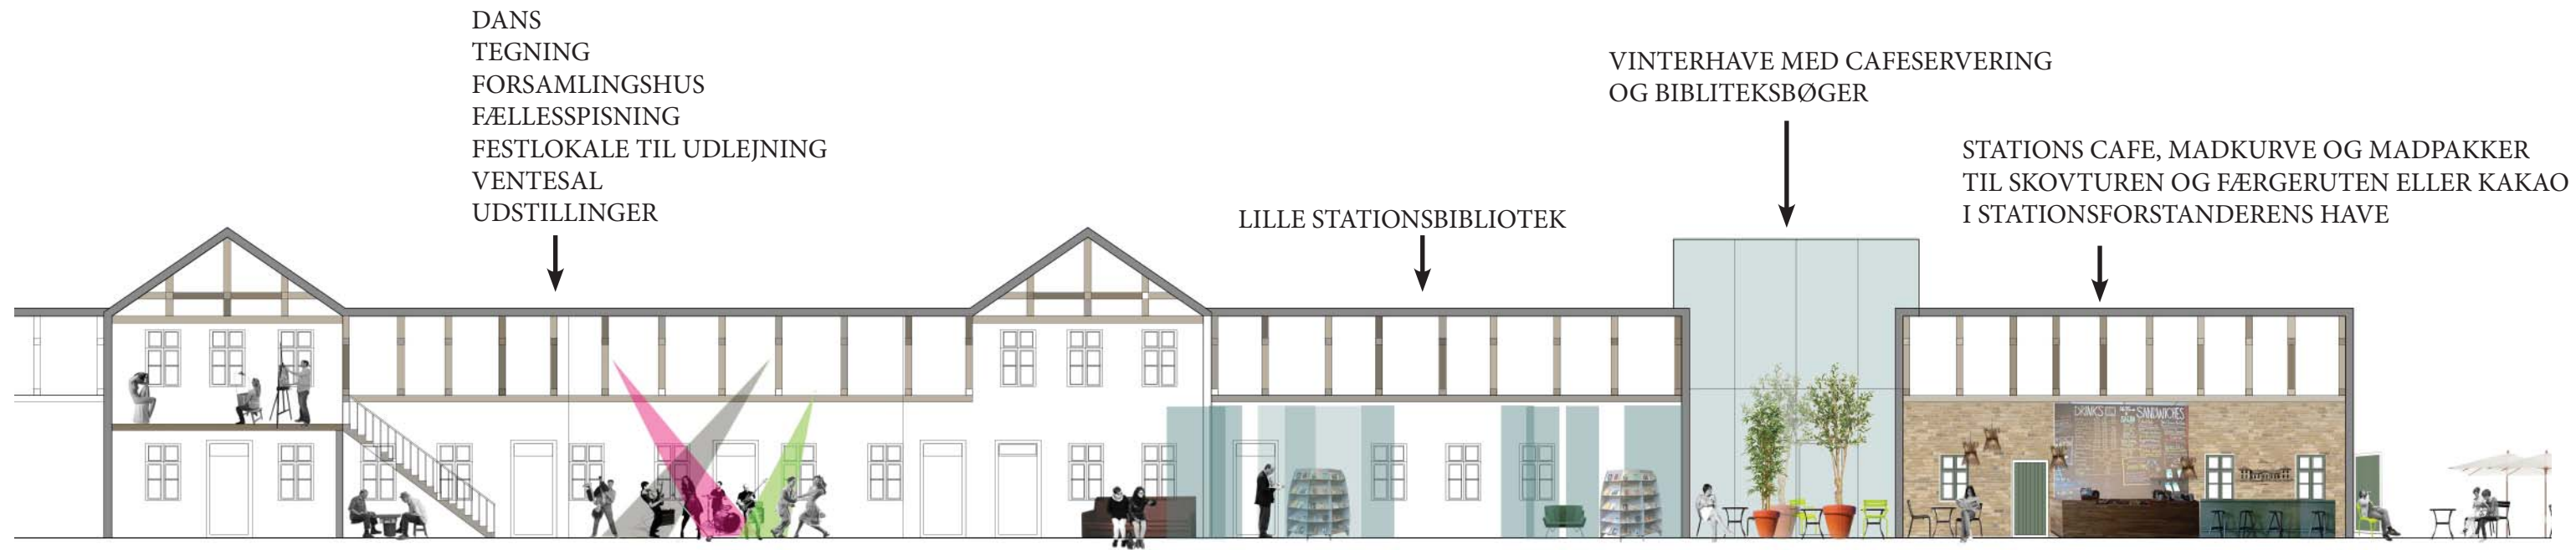 DANS
TEGNING
FORSAMLINGSHUS
FÆLLESSPISNING
FESTLOKALE TIL UDLEJNING
VENTESAL
UDSTILLINGER
LILLE STATIONSBIBLIOTEK
VINTERHAVE MED CAFESERVERING
OG BIBLITEKSBØGER
STATIONS CAFE, MADKURVE OG MADPAKKER
TIL SKOVTUREN OG FÆRGERUTEN ELLER KAKAO
I STATIONSFORSTANDERENS HAVE
DRINKS
SANDWICHES